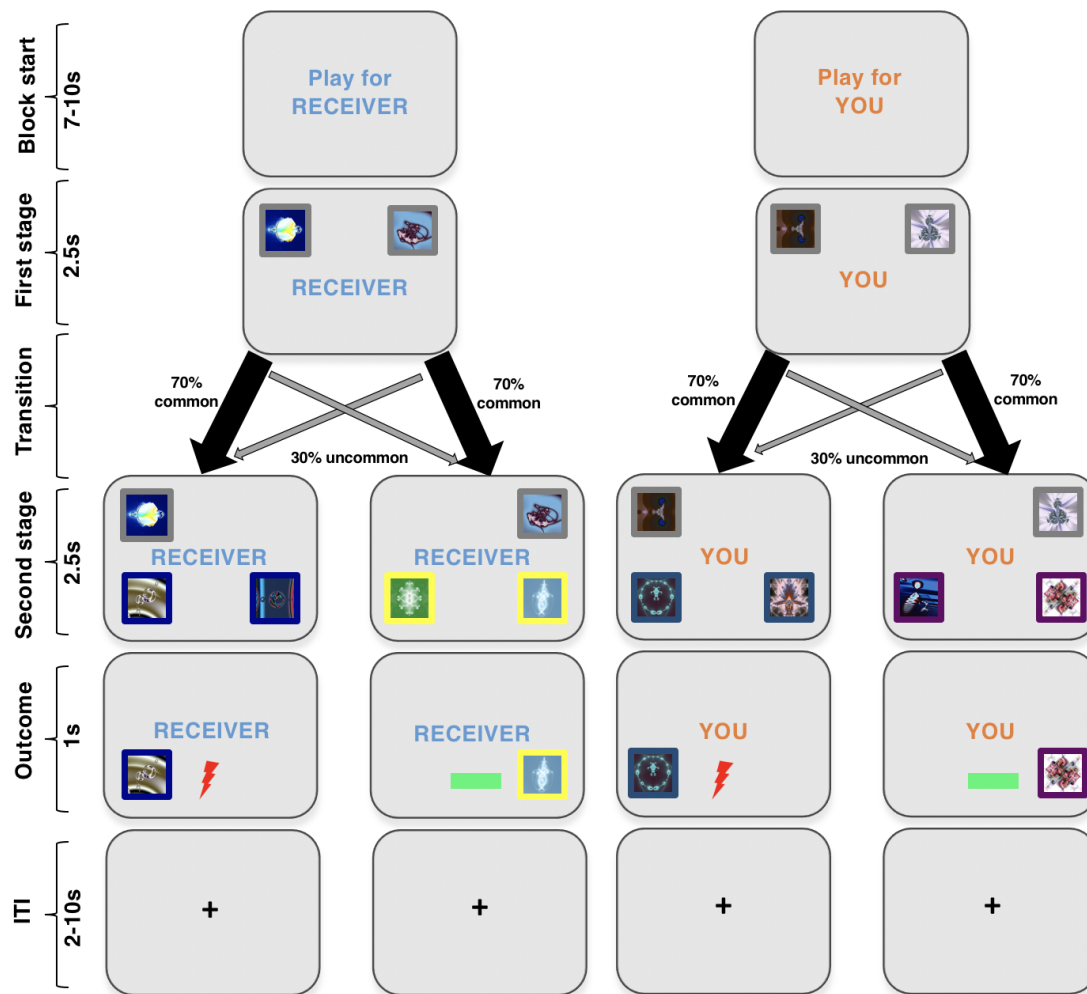 Block start
7-10s
Play for
RECEIVER
Play for
YOU
First stage
2.5s
RECEIVER
YOU
Transition
70%
common
70%
common
30% uncommon
70%
common
70%
common
30% uncommon
Second stage
2.5s
RECEIVER
RECEIVER
YOU
YOU
Outcome
1s
RECEIVER
RECEIVER
YOU
YOU
ITI
2-10s
+
+
+
+